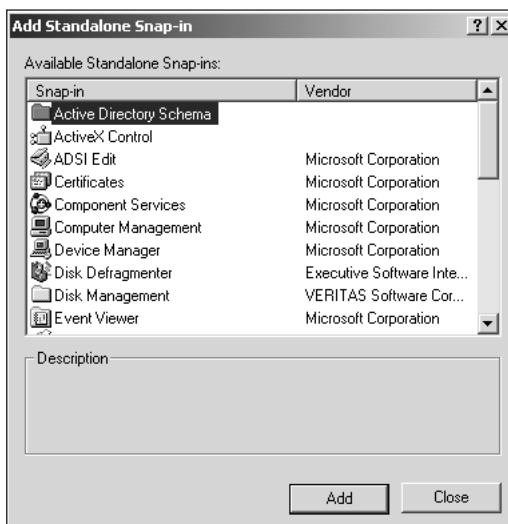 Add Standalone Snap-in
Available Standalone Snap-ins:
Snap-in Vendor
Active Directory Schema
ActiveX Control
ADSI Edit Microsoft Corporation
Certificates Microsoft Corporation
Component Services Microsoft Corporation
Computer Management Microsoft Corporation
Device Manager Microsoft Corporation
Disk Defragmenter Executive Software Inte...
Disk Management VERITAS Software Cor...
Event Viewer Microsoft Corporation
Description
Add Close